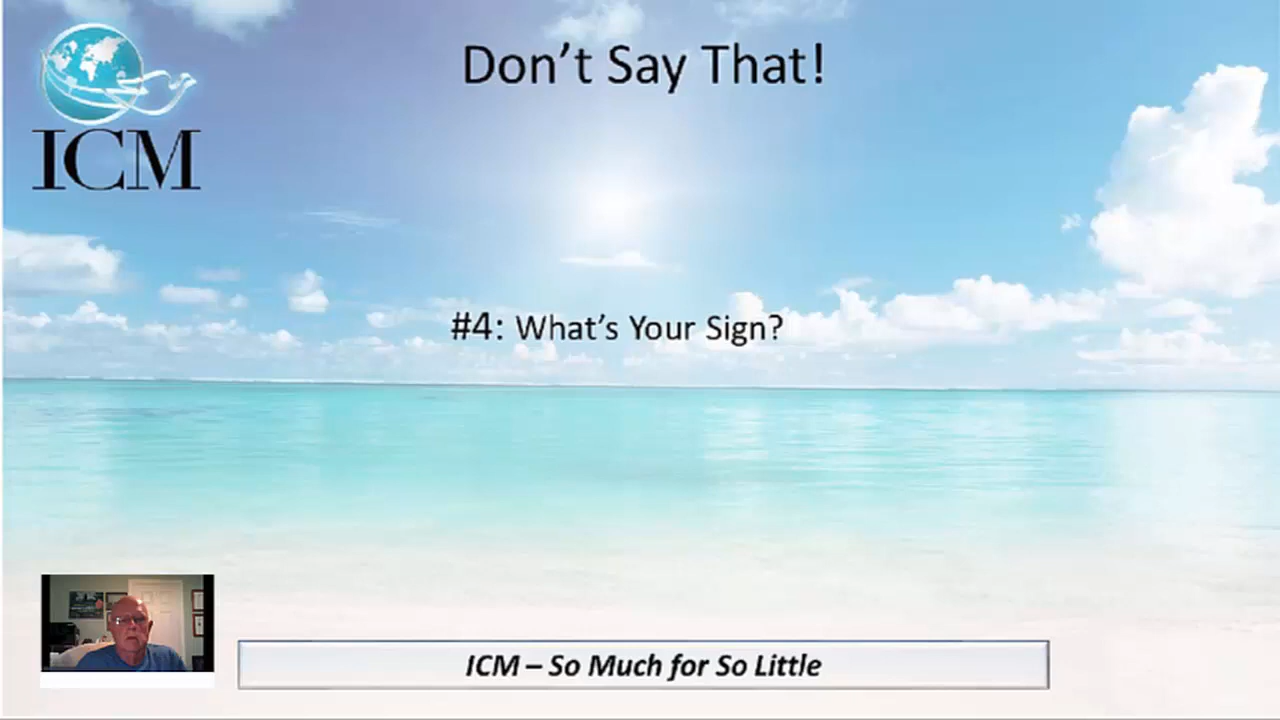 Don't Say That!
ICM
#4: What's Your Sign?
ICM – So Much for So Little